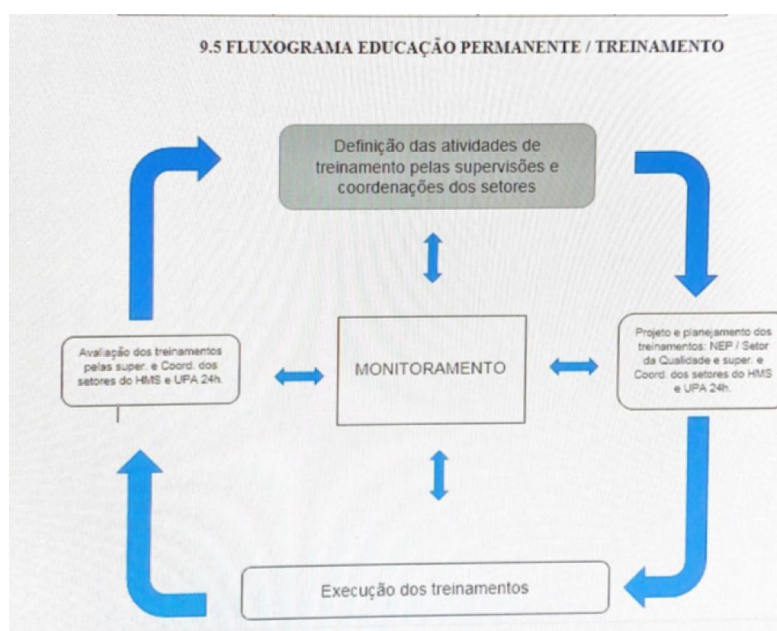 9.5 FLUXOGRAMA EDUCAÇÃO PERMANENTE / TREINAMENTO
Definição das atividades de
treinamento pelas supervisões e
coordenações dos setores
Avaliação dos treinamentos
pelas super. e Coord. dos
setores do HMS e UPA 24h.
MONITORAMENTO
Projeto e planejamento dos
treinamentos: NEP / Setor
da Qualidade e super. e
Coord. dos setores do HMS
e UPA 24h.
Execução dos treinamentos